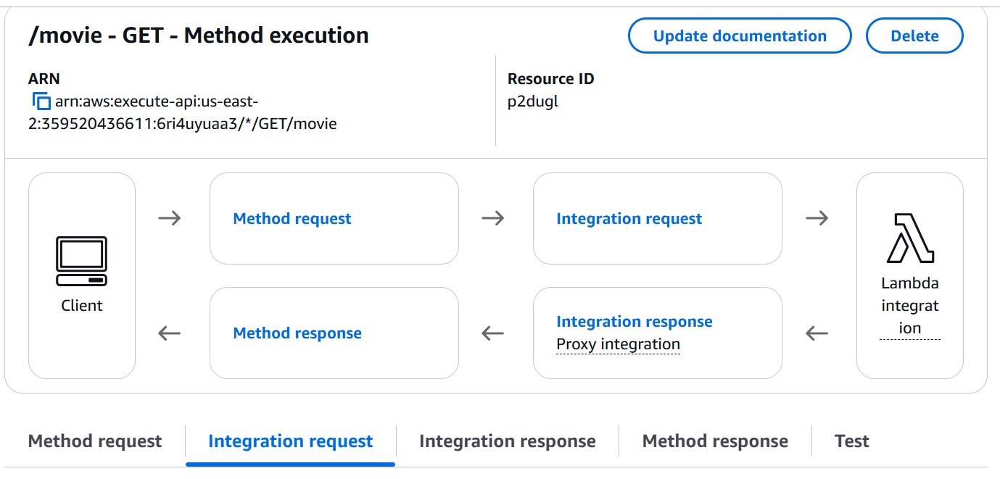 /movie - GET - Method execution
Update documentation
Delete
ARN
arn:aws:execute-api:us-east-
2:359520436611:6ri4uyuaa3/*/GET/movie
Resource ID
p2dugl
Client
Method request
Integration request
Method response
Integration response
Proxy integration
Lambda
integrat
ion
Method request
Integration request
Integration response
Method response
Test